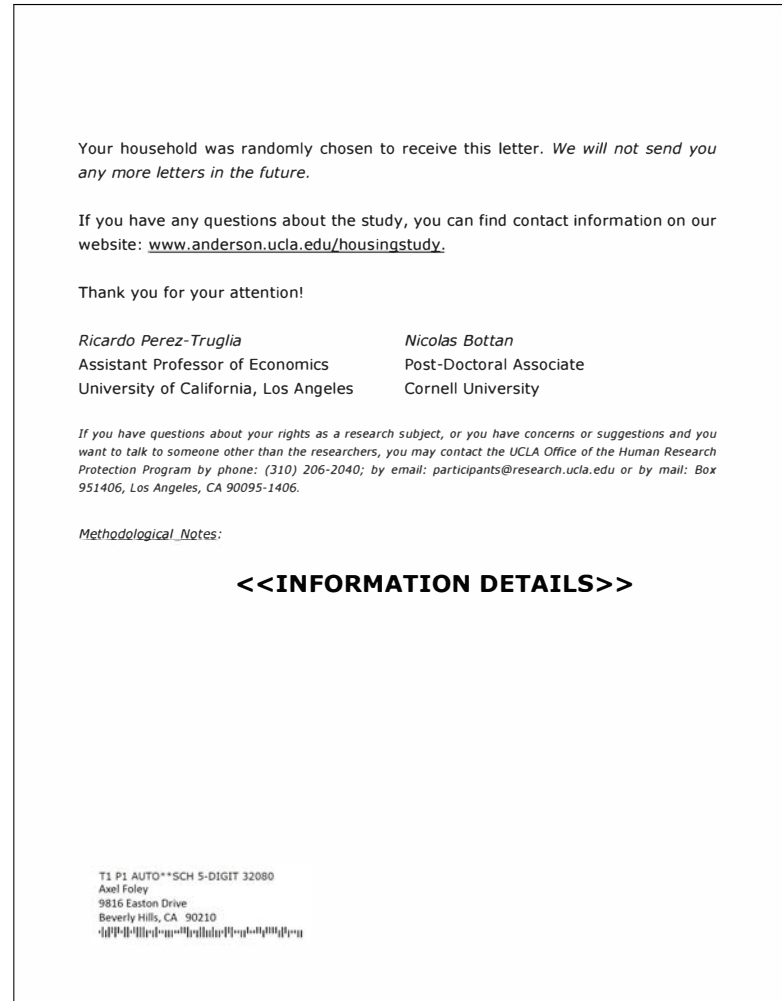 Your household was randomly chosen to receive this letter. We will not send you
any more letters in the future.
If you have any questions about the study, you can find contact information on our
website: www.anderson.ucla.edu/housingstudy.
Thank you for your attention!
Ricardo Perez-Truglia
Assistant Professor of Economics
University of California, Los Angeles
Nicolas Bottan
Post-Doctoral Associate
Cornell University
If you have questions about your rights as a research subject, or you have concerns or suggestions and you
want to talk to someone other than the researchers, you may contact the UCLA Office of the Human Research
Protection Program by phone: (310) 206-2040; by email: participants@research.ucla.edu or by mail: Box
951406, Los Angeles, CA 90095-1406.
Methodological Notes:
<<INFORMATION DETAILS>>
T1 P1 AUTO**SCH 5-DIGIT 32080
Axel Foley
9816 Easton Drive
Beverly Hills, CA 90210